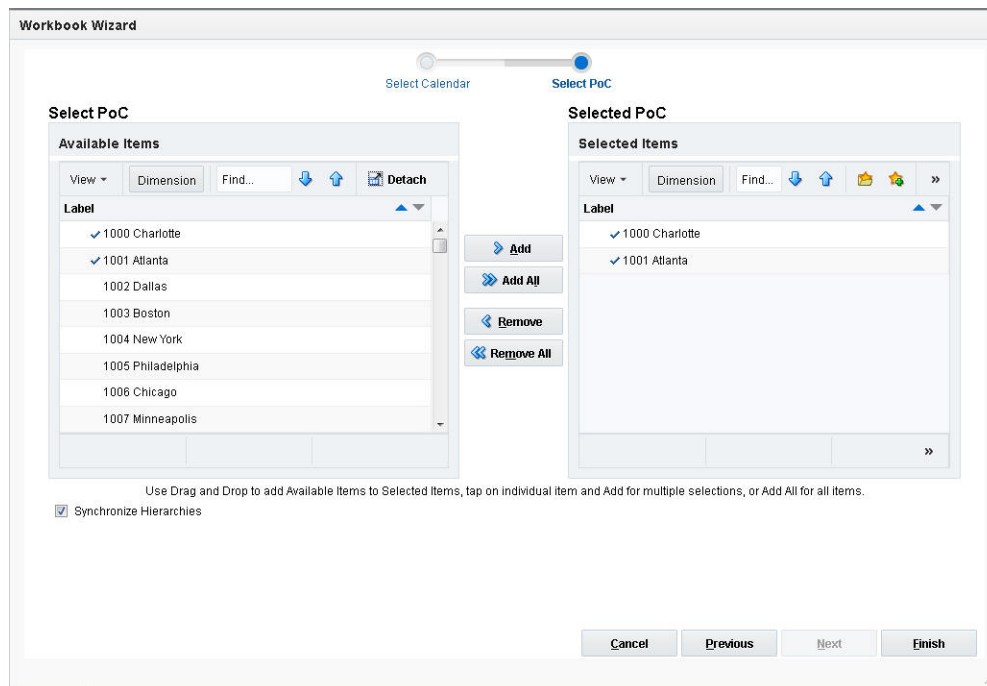 Workbook Wizard
Select Calendar
Select PoC
Select PoC
Available Items
View
Dimension
Find...
Detach
Label
1000 Charlotte
1001 Atlanta
1002 Dallas
1003 Boston
1004 New York
1005 Philadelphia
1006 Chicago
1007 Minneapolis
Add
Add All
Remove
Remove All
Selected PoC
Selected Items
View
Dimension
Find...
»
Label
1000 Charlotte
1001 Atlanta
»
Use Drag and Drop to add Available Items to Selected Items, tap on individual item and Add for multiple selections, or Add All for all items.
Synchronize Hierarchies
Cancel
Previous
Next
Finish